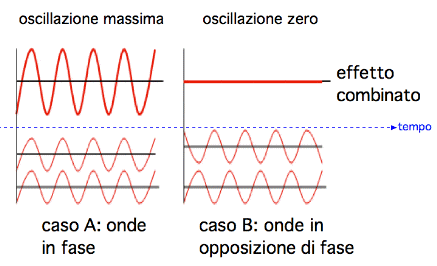 oscillazione massima
oscillazione zero
effetto
combinato
tempo
caso A: onde
in fase
caso B: onde in
opposizione di fase